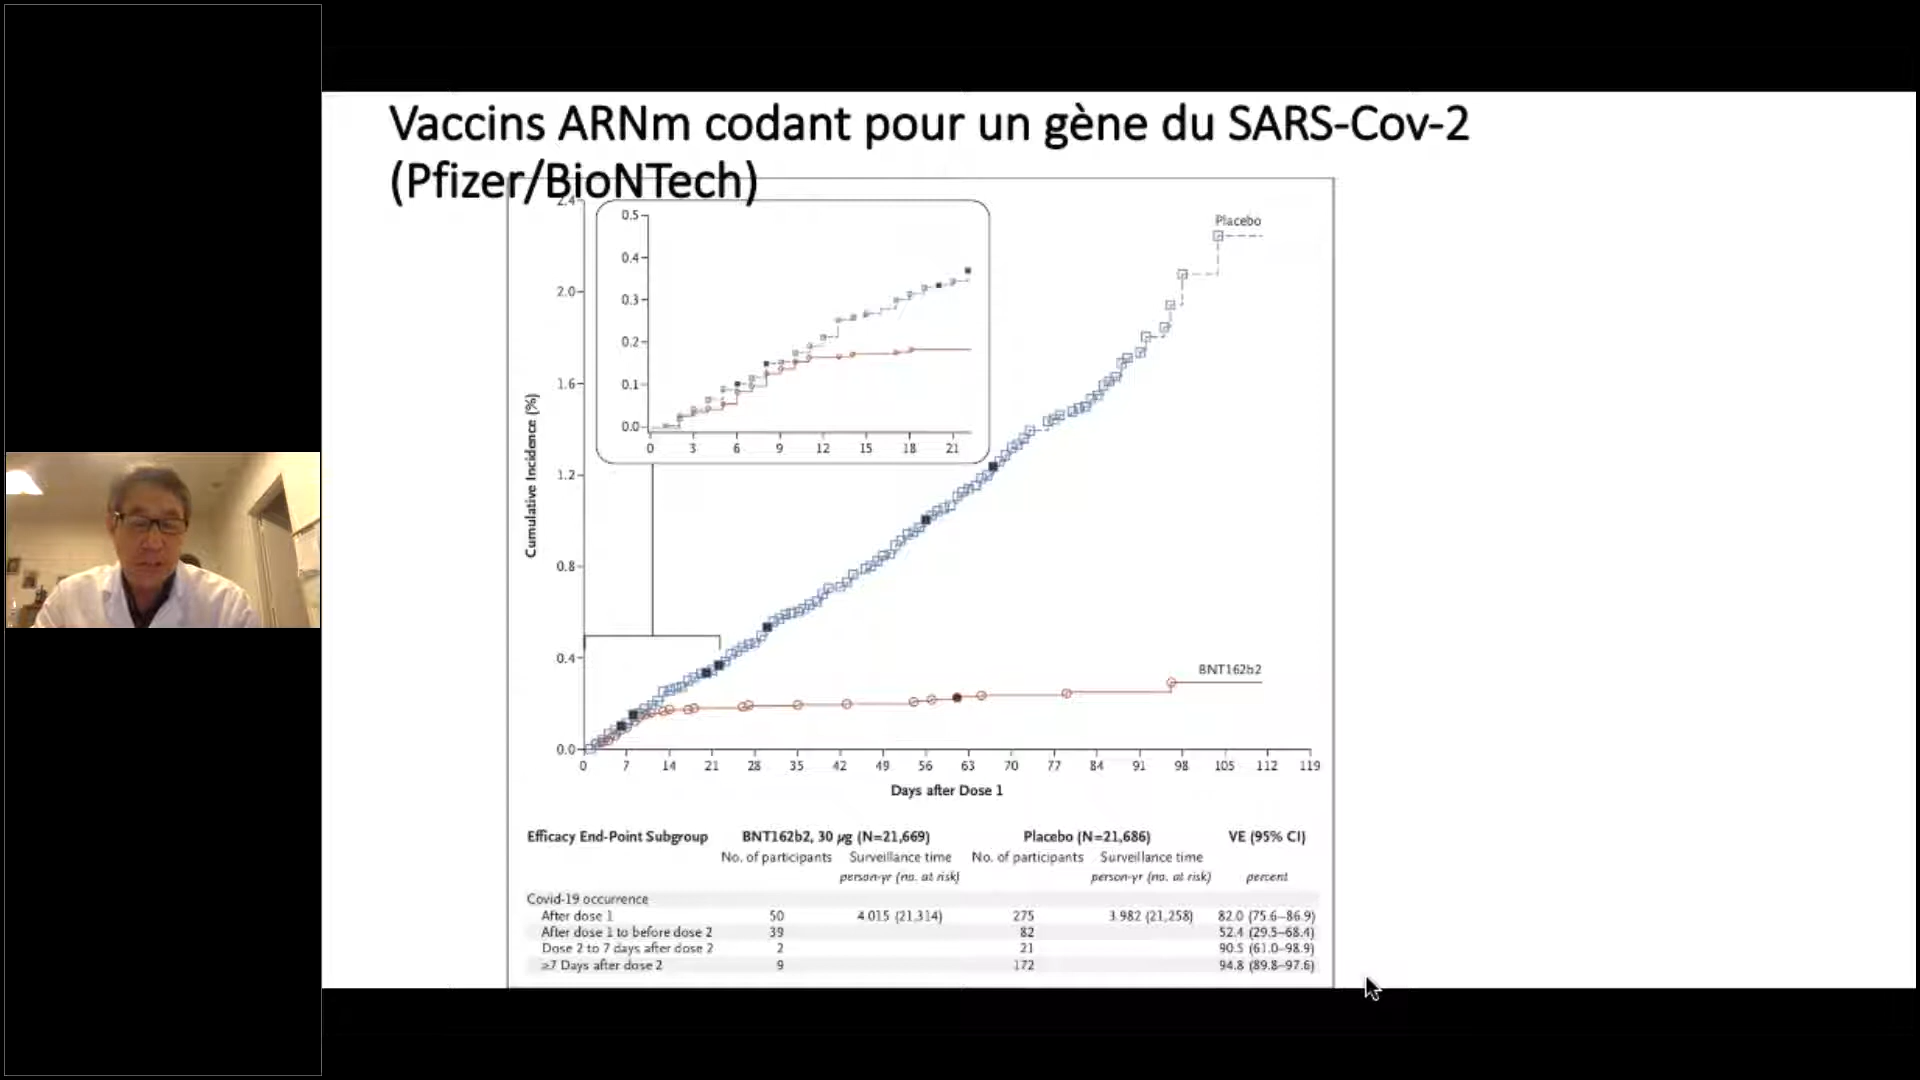 Vaccins ARNm codant pour un gène du SARS-Cov-2
(Pfizer/BioNTech)
2.4
2.0
1.6
1.2
0.8
0.4
0.0
Cumulative Incidence (%)
0.5
0.4
0.3
0.2
0.1
0.0
0 3 6 9 12 15 18 21
Placebo
BNT162b2
0 7 14 21 28 35 42 49 56 63 70 77 84 91 98 105 112 119
Days after Dose 1
Efficacy End-Point Subgroup BNT162b2, 30 µg (N=21,669) Placebo (N=21,686) VE (95% CI)
No. of participants Surveillance time No. of participants Surveillance time
person-yr (no. at risk) person-yr (no. at risk) percent
Covid-19 occurrence
After dose 1 50 4.015 (21,314) 275 3.982 (21,258) 82.0 (75.6–86.9)
After dose 1 to before dose 2 39 82 52.4 (29.5–68.4)
Dose 2 to 7 days after dose 2 2 21 90.5 (61.0–98.9)
≥7 Days after dose 2 9 172 94.8 (89.8–97.6)